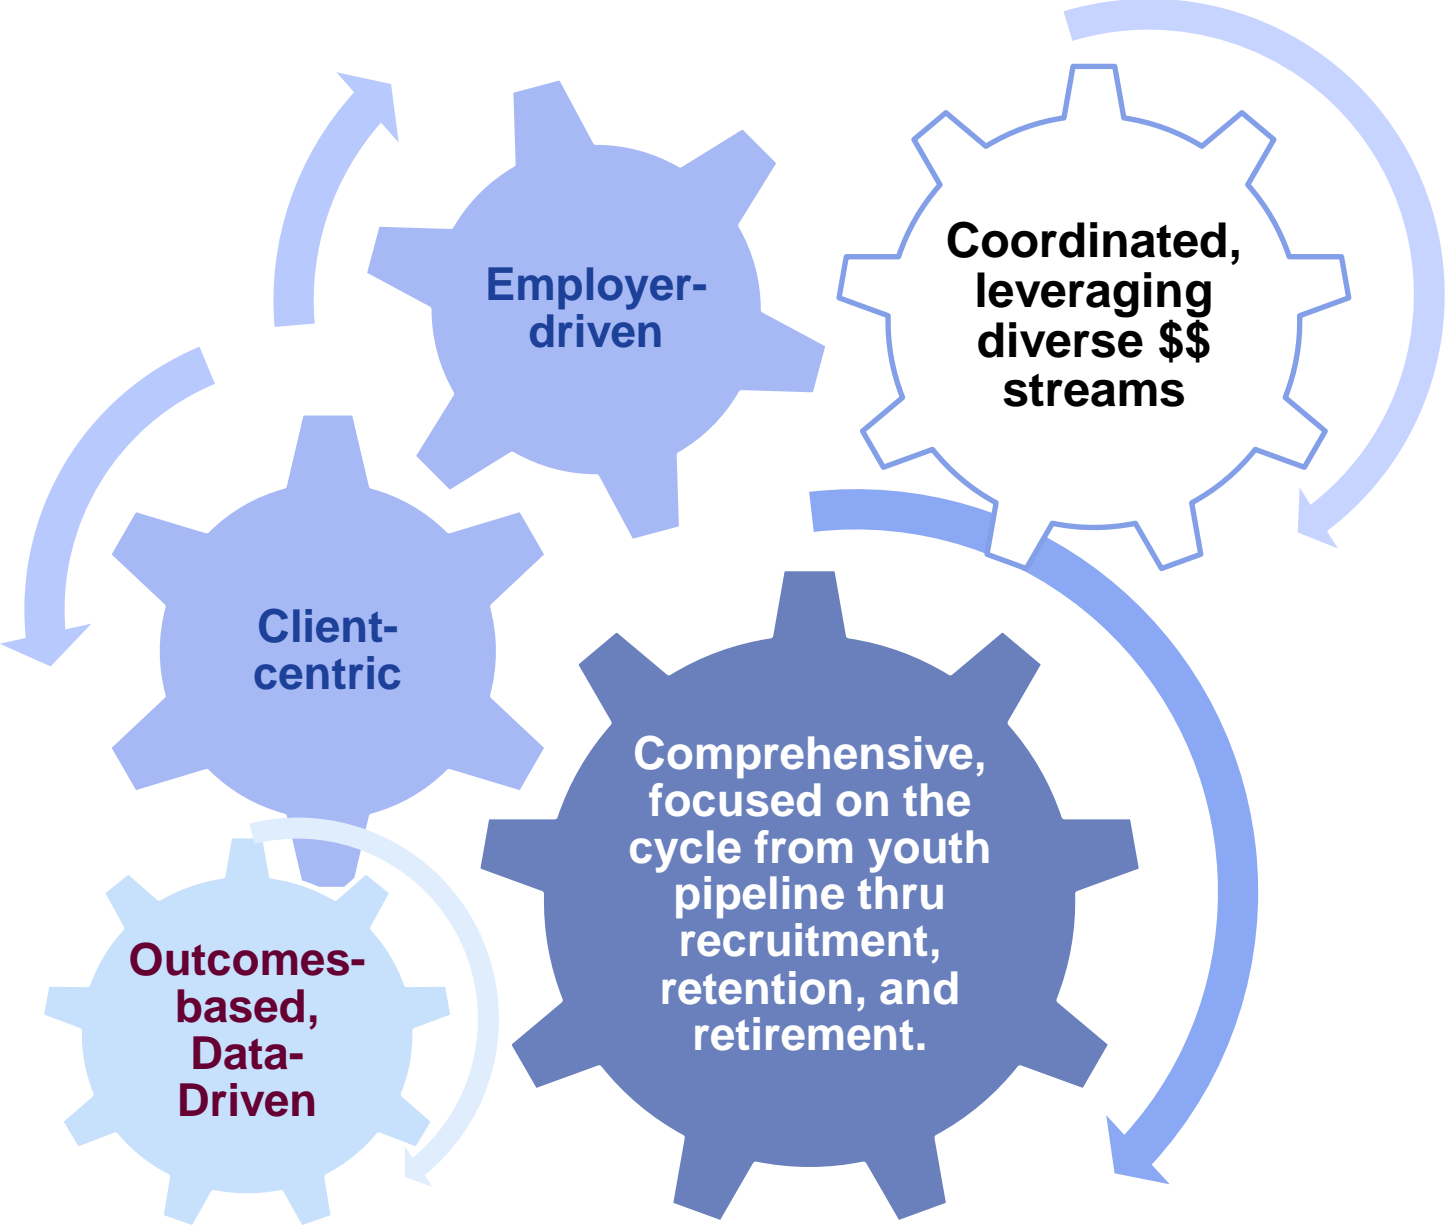 Employer-
driven
Coordinated,
leveraging
diverse $$
streams
Client-
centric
Comprehensive,
focused on the
cycle from youth
pipeline thru
recruitment,
retention, and
retirement.
Outcomes-
based,
Data-
Driven